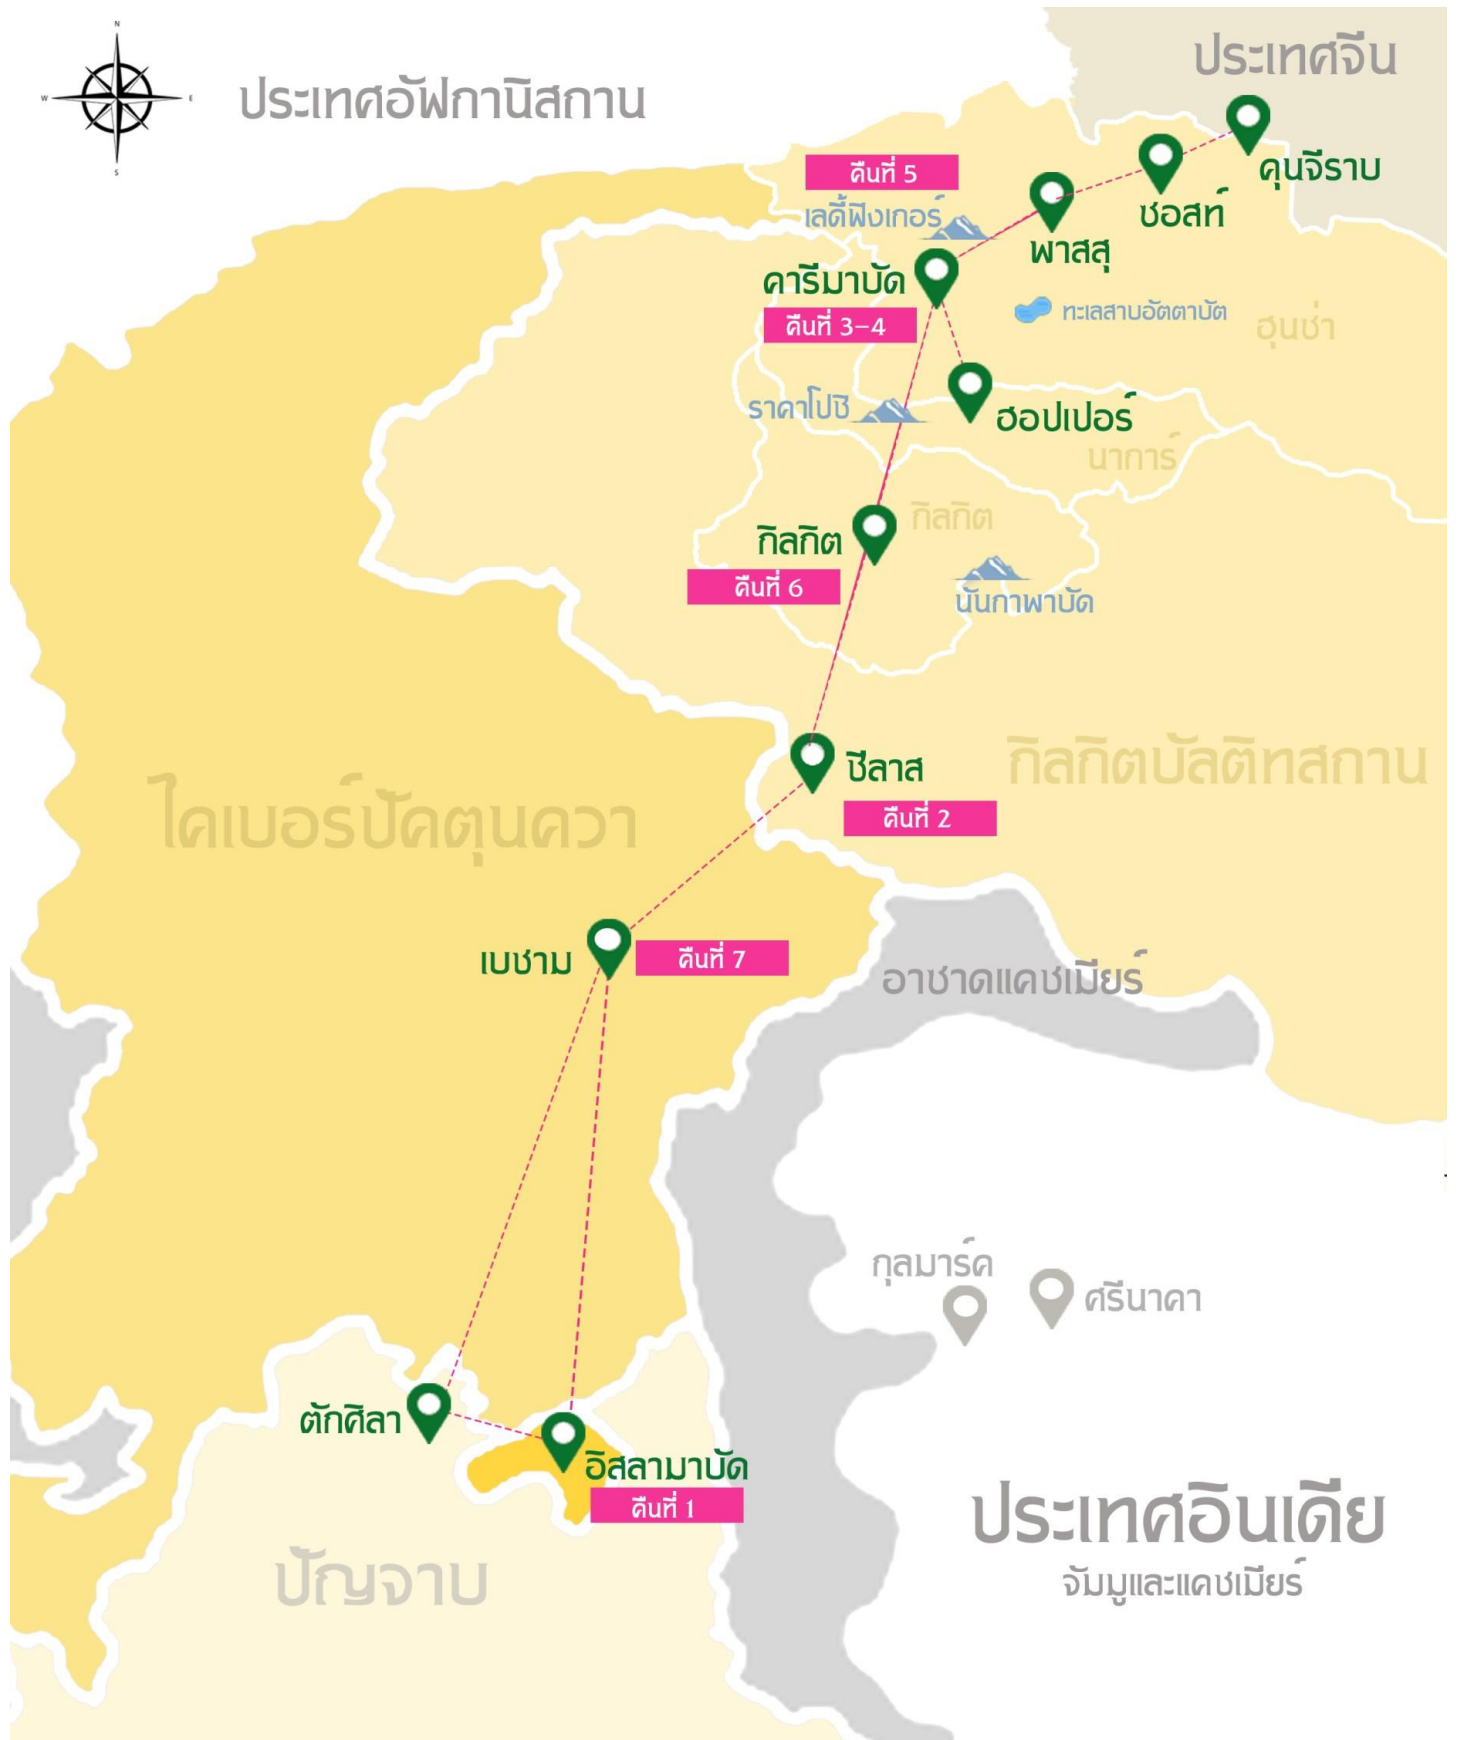 N
W
E
S
ประเทศอัฟกานิสถาน
ประเทศจีน
คืนที่ 5
เลดี้ฟิงเกอร์
คุนจีราบ
ซอสท์
พาสสุ
คารีมาบัด
คืนที่ 3-4
ทะเลสาบอัตตาบัต
ฮุนซ่า
ราคาโปชิ
ฮอปเปอร์
นาการ์
กิลกิต
กิลกิต
คืนที่ 6
นันกาพาบัด
ชีลาส
คืนที่ 2
กิลกิตบัลติทสถาน
ไคเบอร์ปัคตุนควา
เบชาม
คืนที่ 7
อาซาดแคชเมียร์
กุลมาร์ค
ศรีนาคา
ตักศิลา
อิสลามาบัด
คืนที่ 1
ปัญจาบ
ประเทศอินเดีย
จัมมูและแคชเมียร์